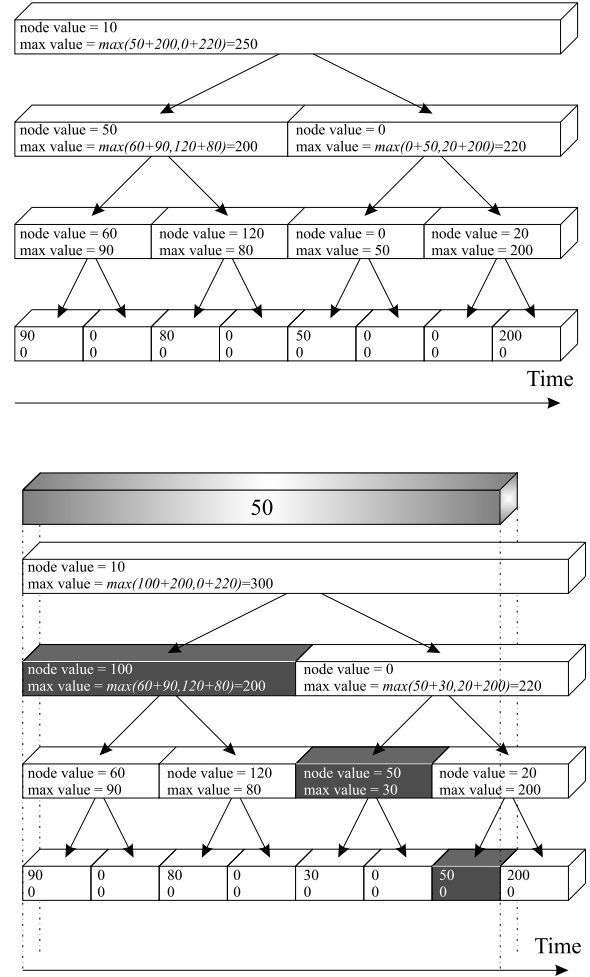 node value = 10
max value = max(50+200,0+220)=250
node value = 50
max value = max(60+90,120+80)=200
node value = 0
max value = max(0+50,20+200)=220
node value = 60
max value = 90
node value = 120
max value = 80
node value = 0
max value = 50
node value = 20
max value = 200
90 0 80 0 50 0 0 200
0 0 0 0 0 0 0 0
Time
50
node value = 10
max value = max(100+200,0+220)=300
node value = 100
max value = max(60+90,120+80)=200
node value = 0
max value = max(50+30,20+200)=220
node value = 60
max value = 90
node value = 120
max value = 80
node value = 50
max value = 30
node value = 20
max value = 200
90 0 80 0 30 0 50 200
0 0 0 0 0 0 0 0
Time